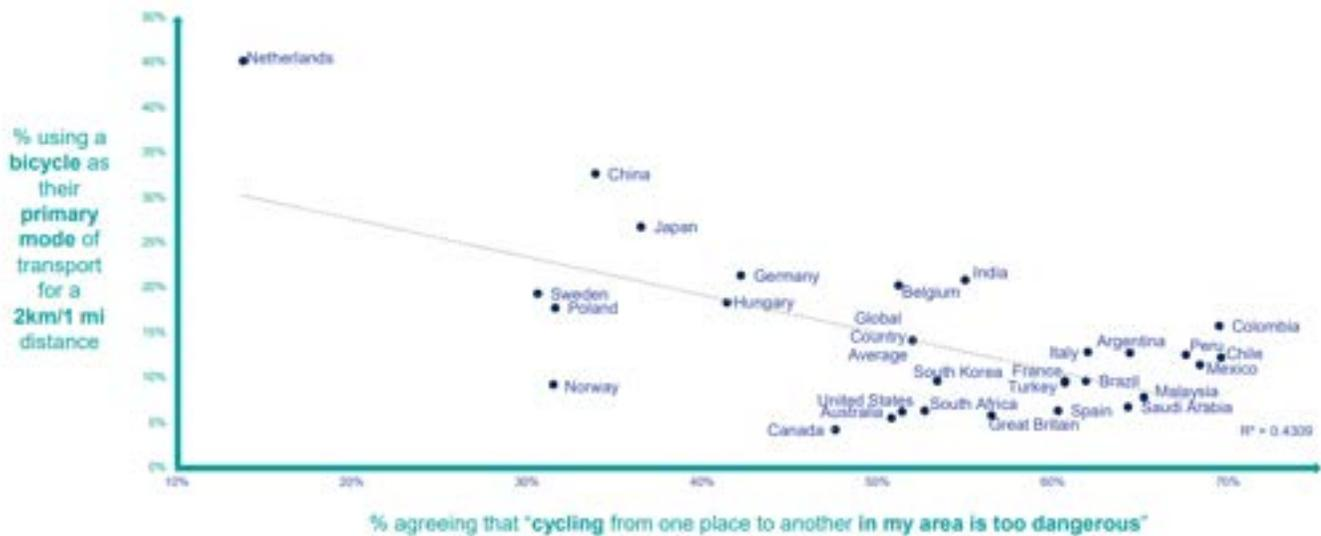 50%
45%
40%
35%
30%
25%
20%
15%
10%
5%
0%
% using a
bicycle as
their
primary
mode of
transport
for a
2km/1 mi
distance
Netherlands
China
Japan
Germany
Hungary
Sweden
Poland
Norway
India
Belgium
Global
Country
Average
Colombia
Italy
Argentina
Peru
Chile
Mexico
South Korea
France
Turkey
Brazil
Malaysia
United States
Australia
South Africa
Spain
Saudi Arabia
Great Britain
Canada
R² = 0.4309
10%
20%
30%
40%
50%
60%
70%
% agreeing that “cycling from one place to another in my area is too dangerous”